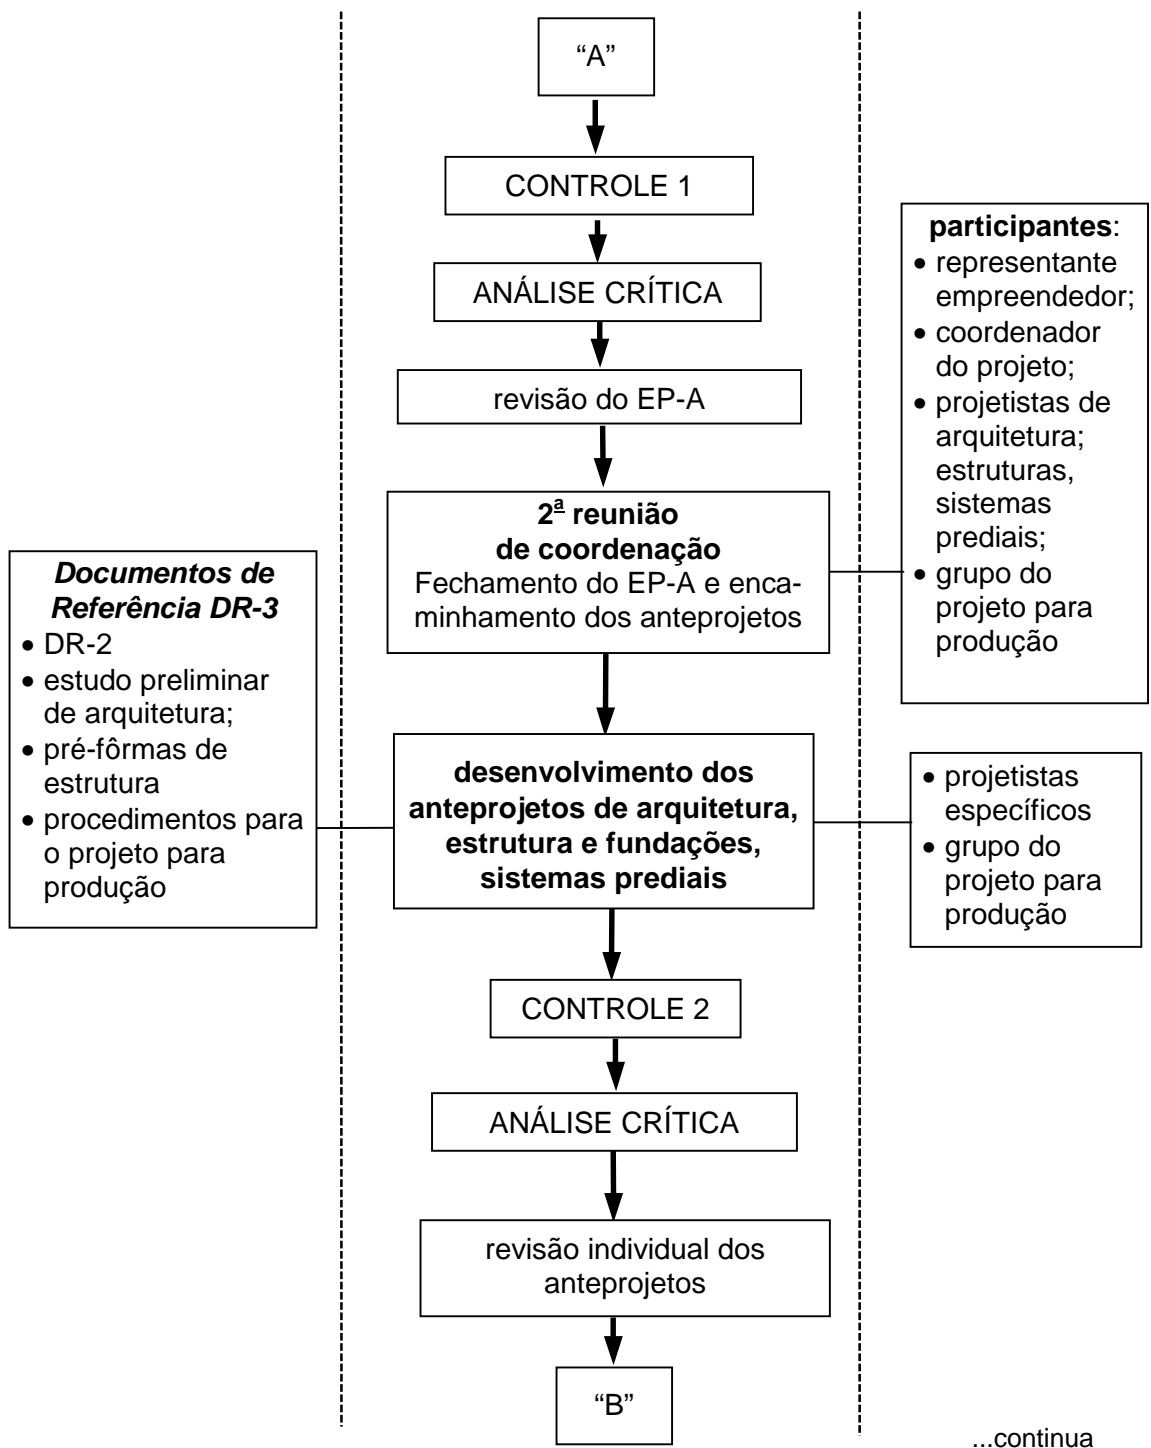 “A”
CONTROLE 1
ANÁLISE CRÍTICA
revisão do EP-A
2ª reunião
de coordenação
Fechamento do EP-A e enca-
minhamento dos anteprojetos
participantes:
• representante
empreendedor;
• coordenador
do projeto;
• projetistas de
arquitetura;
estruturas,
sistemas
prediais;
• grupo do
projeto para
produção
Documentos de
Referência DR-3
• DR-2
• estudo preliminar
de arquitetura;
• pré-fôrmas de
estrutura
• procedimentos para
o projeto para
produção
desenvolvimento dos
anteprojetos de arquitetura,
estrutura e fundações,
sistemas prediais
• projetistas
específicos
• grupo do
projeto para
produção
CONTROLE 2
ANÁLISE CRÍTICA
revisão individual dos
anteprojetos
“B”
...continua